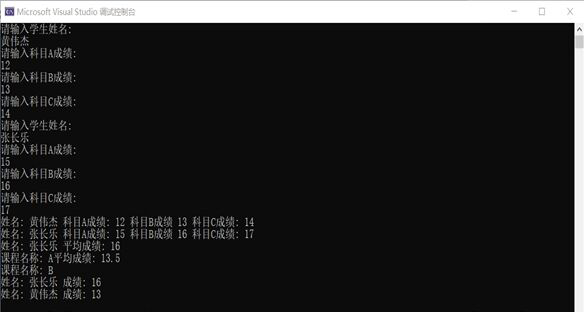 Microsoft Visual Studio 调试控制台
请输入学生姓名:
黄伟杰
请输入科目A成绩:
12
请输入科目B成绩:
13
请输入科目C成绩:
14
请输入学生姓名:
张长乐
请输入科目A成绩:
15
请输入科目B成绩:
16
请输入科目C成绩:
17
姓名: 黄伟杰 科目A成绩: 12 科目B成绩 13 科目C成绩: 14
姓名: 张长乐 科目A成绩: 15 科目B成绩 16 科目C成绩: 17
姓名: 张长乐 平均成绩: 16
课程名称: A平均成绩: 13.5
课程名称: B
姓名: 张长乐 成绩: 16
姓名: 黄伟杰 成绩: 13